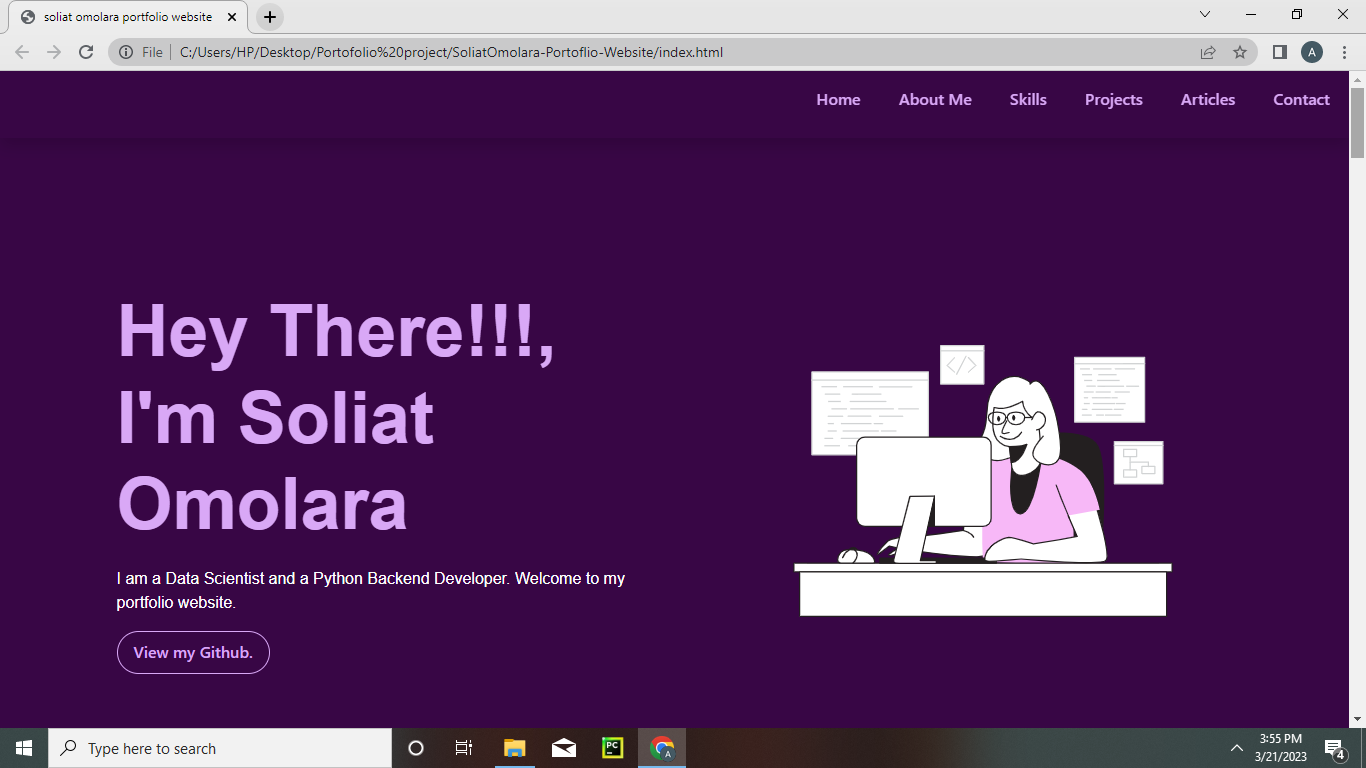 soliat omolara portfolio website
File
C:/Users/HP/Desktop/Portofolio%20project/SoliatOmolara-Portoflio-Website/index.html
A
Home About Me Skills Projects Articles Contact
Hey There!!!,
I'm Soliat
Omolara
</>
I am a Data Scientist and a Python Backend Developer. Welcome to my
portfolio website.
View my Github.
Type here to search
PC
A
3:55 PM
3/21/2023
4